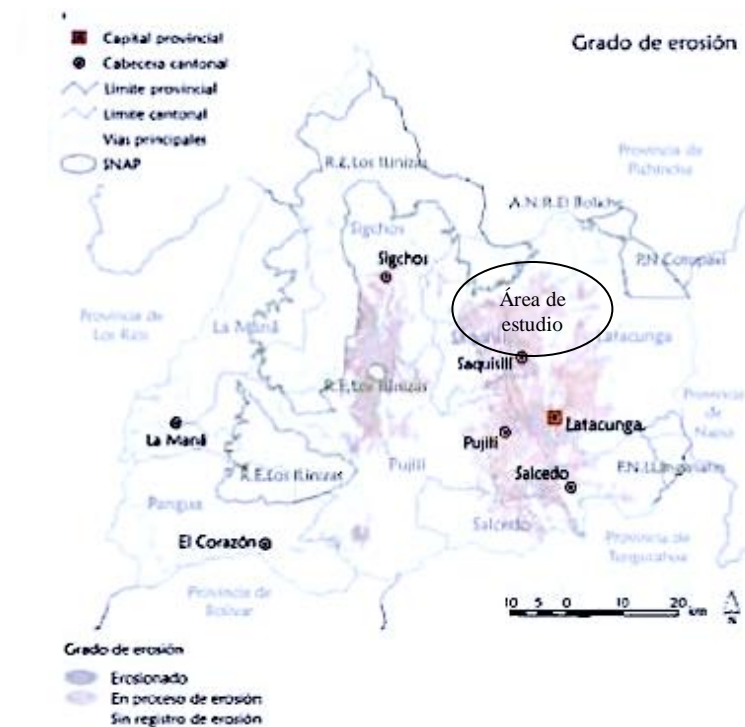 Grado de erosión
Capital provincial
Cabecera cantonal
Límite provincial
Límite cantonal
Vías principales
SNAP
R.E.Los Ilinizas
Provincia de
Pichincha
A.N.R.El Boliche
Sigchos
Sigchos
P.N Cotopaxi
Área de
estudio
Provincia de
Los Ríos
La Maná
Latacunga
Saquisilí
R.E.Los Ilinizas
Provincia
de
Napo
La Maná
Latacunga
Pujilí
Pujilí
R.E.Los Ilinizas
Salcedo
P.N.Llanganates
Pangua
Salcedo
El Corazón
Provincia de
Tungurahua
Provincia de
Bolívar
10 5 0 10 20 km
N
Grado de erosión
Erosionado
En proceso de erosión
Sin registro de erosión